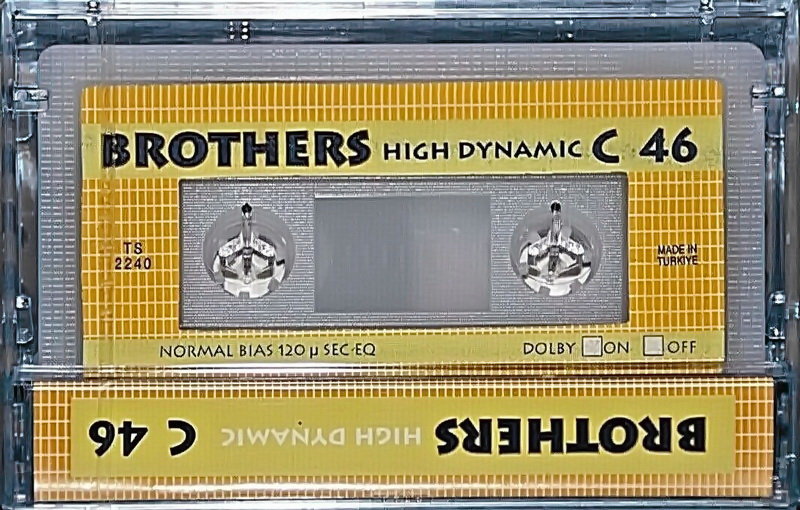 BROTHERS HIGH DYNAMIC C 46
TS
2240
MADE IN
TURKIYE
NORMAL BIAS 120 µ SEC-EQ
DOLBY ON OFF
BROTHERS HIGH DYNAMIC C 46